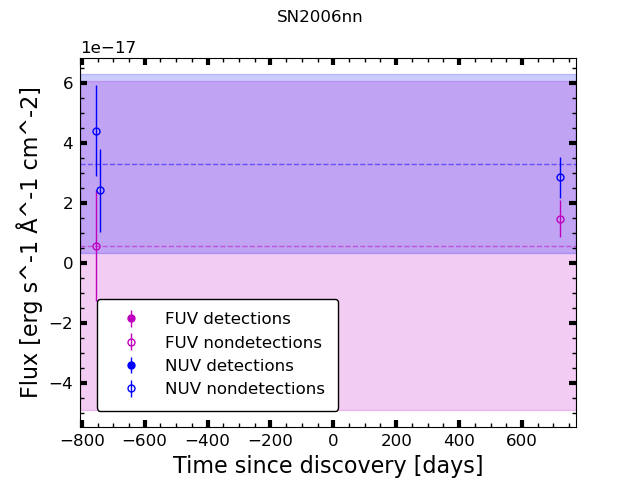 SN2006nn
1e−17
6
4
2
0
−2
−4
Flux [erg s^-1 Å^-1 cm^-2]
FUV detections
FUV nondetections
NUV detections
NUV nondetections
−800 −600 −400 −200 0 200 400 600
Time since discovery [days]